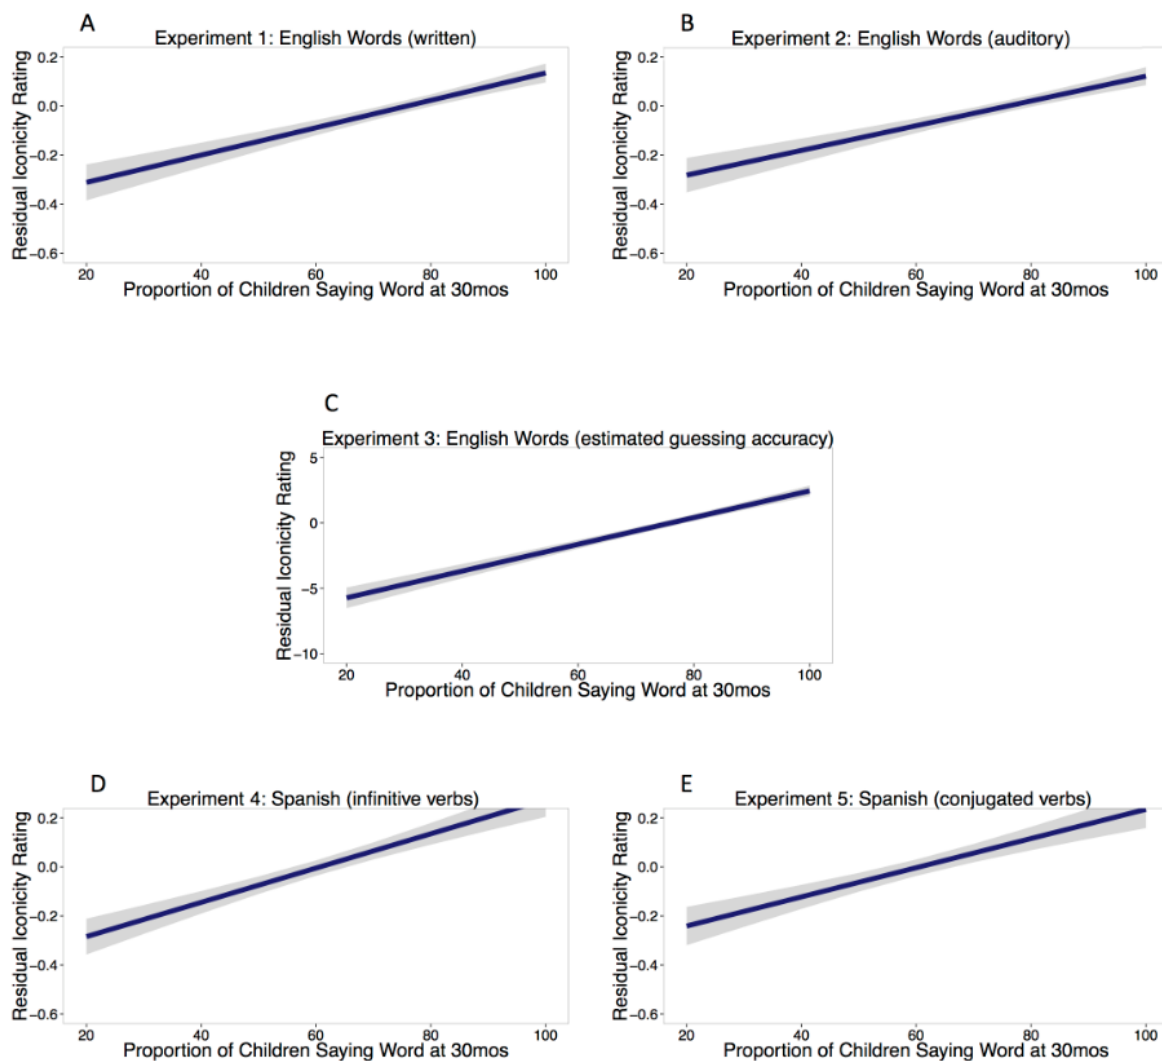 A
Experiment 1: English Words (written)
Residual Iconicity Rating
0.2
0.0
−0.2
−0.4
−0.6
20 40 60 80 100
Proportion of Children Saying Word at 30mos
B
Experiment 2: English Words (auditory)
Residual Iconicity Rating
0.2
0.0
−0.2
−0.4
−0.6
20 40 60 80 100
Proportion of Children Saying Word at 30mos
C
Experiment 3: English Words (estimated guessing accuracy)
Residual Iconicity Rating
5
0
−5
−10
20 40 60 80 100
Proportion of Children Saying Word at 30mos
D
Experiment 4: Spanish (infinitive verbs)
Residual Iconicity Rating
0.2
0.0
−0.2
−0.4
−0.6
20 40 60 80 100
Proportion of Children Saying Word at 30mos
E
Experiment 5: Spanish (conjugated verbs)
Residual Iconicity Rating
0.2
0.0
−0.2
−0.4
−0.6
20 40 60 80 100
Proportion of Children Saying Word at 30mos